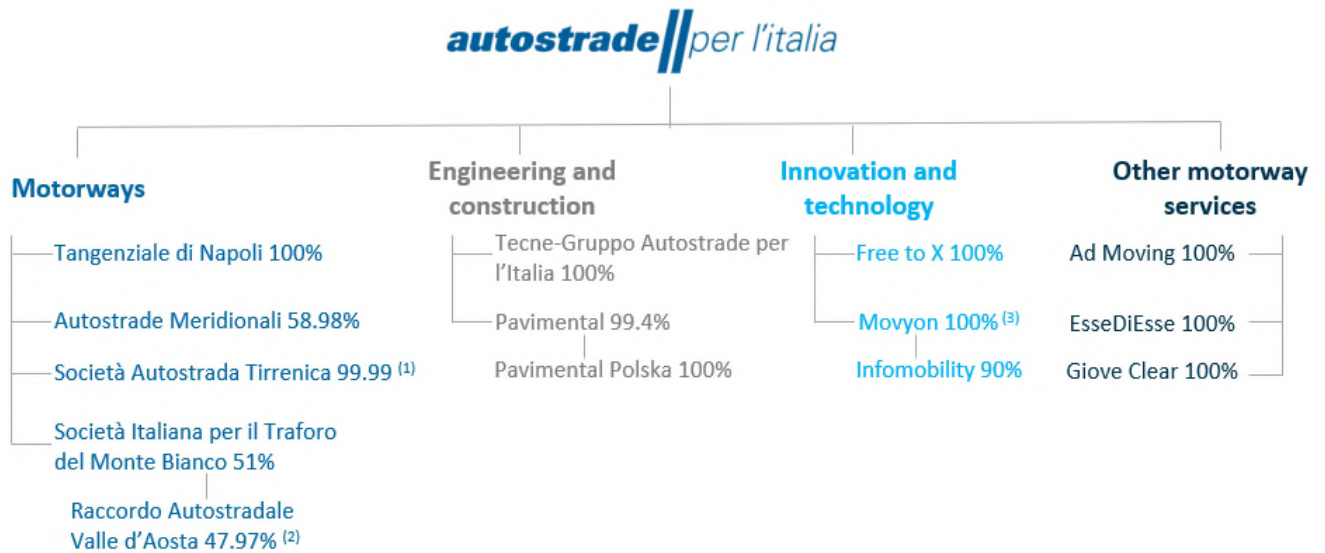 autostrade per l'italia
Motorways
Tangenziale di Napoli 100%
Autostrade Meridionali 58.98%
Società Autostrada Tirrenica 99.99 (1)
Società Italiana per il Traforo
del Monte Bianco 51%
Raccordo Autostradale
Valle d'Aosta 47.97% (2)
Engineering and
construction
Tecne-Gruppo Autostrade per
l'Italia 100%
Pavimental 99.4%
Pavimental Polska 100%
Innovation and
technology
Free to X 100%
Movyon 100% (3)
Infomobility 90%
Other motorway
services
Ad Moving 100%
EsseDiEsse 100%
Giove Clear 100%